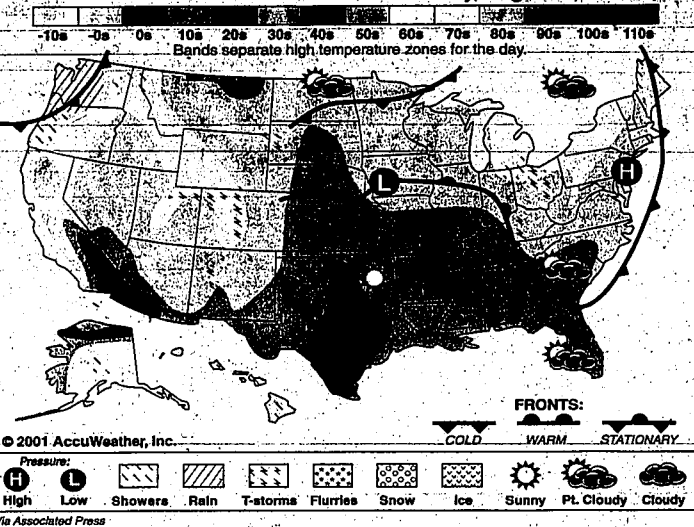 -10s -0s 0s 10s 20s 30s 40s 50s 60s 70s 80s 90s 100s 110s
Bands separate high temperature zones for the day.
H
L
FRONTS:
© 2001 AccuWeather, Inc.
COLD WARM STATIONARY
Pressure:
H L
High Low Showers Rain T-storms Flurries Snow Ice Sunny Pt. Cloudy Cloudy
Via Associated Press